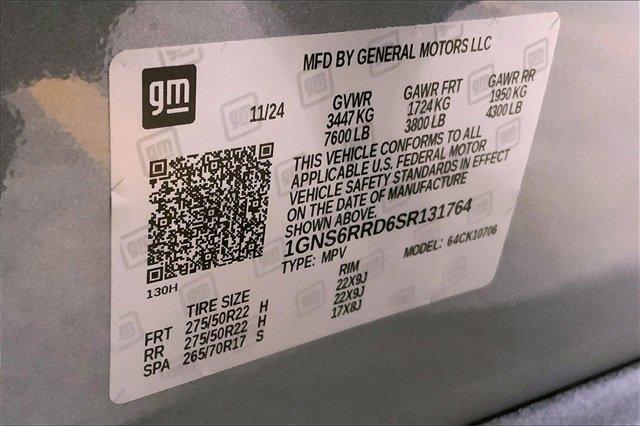 MFD BY GENERAL MOTORS LLC
gm
11/24
GVWR GAWR FRT GAWR RR
3447 KG 1724 KG 1950 KG
7600 LB 3800 LB 4300 LB
THIS VEHICLE CONFORMS TO ALL
APPLICABLE U.S. FEDERAL MOTOR
VEHICLE SAFETY STANDARDS IN EFFECT
ON THE DATE OF MANUFACTURE
SHOWN ABOVE.
1GNS6RRD6SR131764
TYPE: MPV MODEL: 64CK10706
130H
TIRE SIZE RIM
FRT 275/50R22 H 22X9J
RR 275/50R22 H 22X9J
SPA 265/70R17 S 17X8J